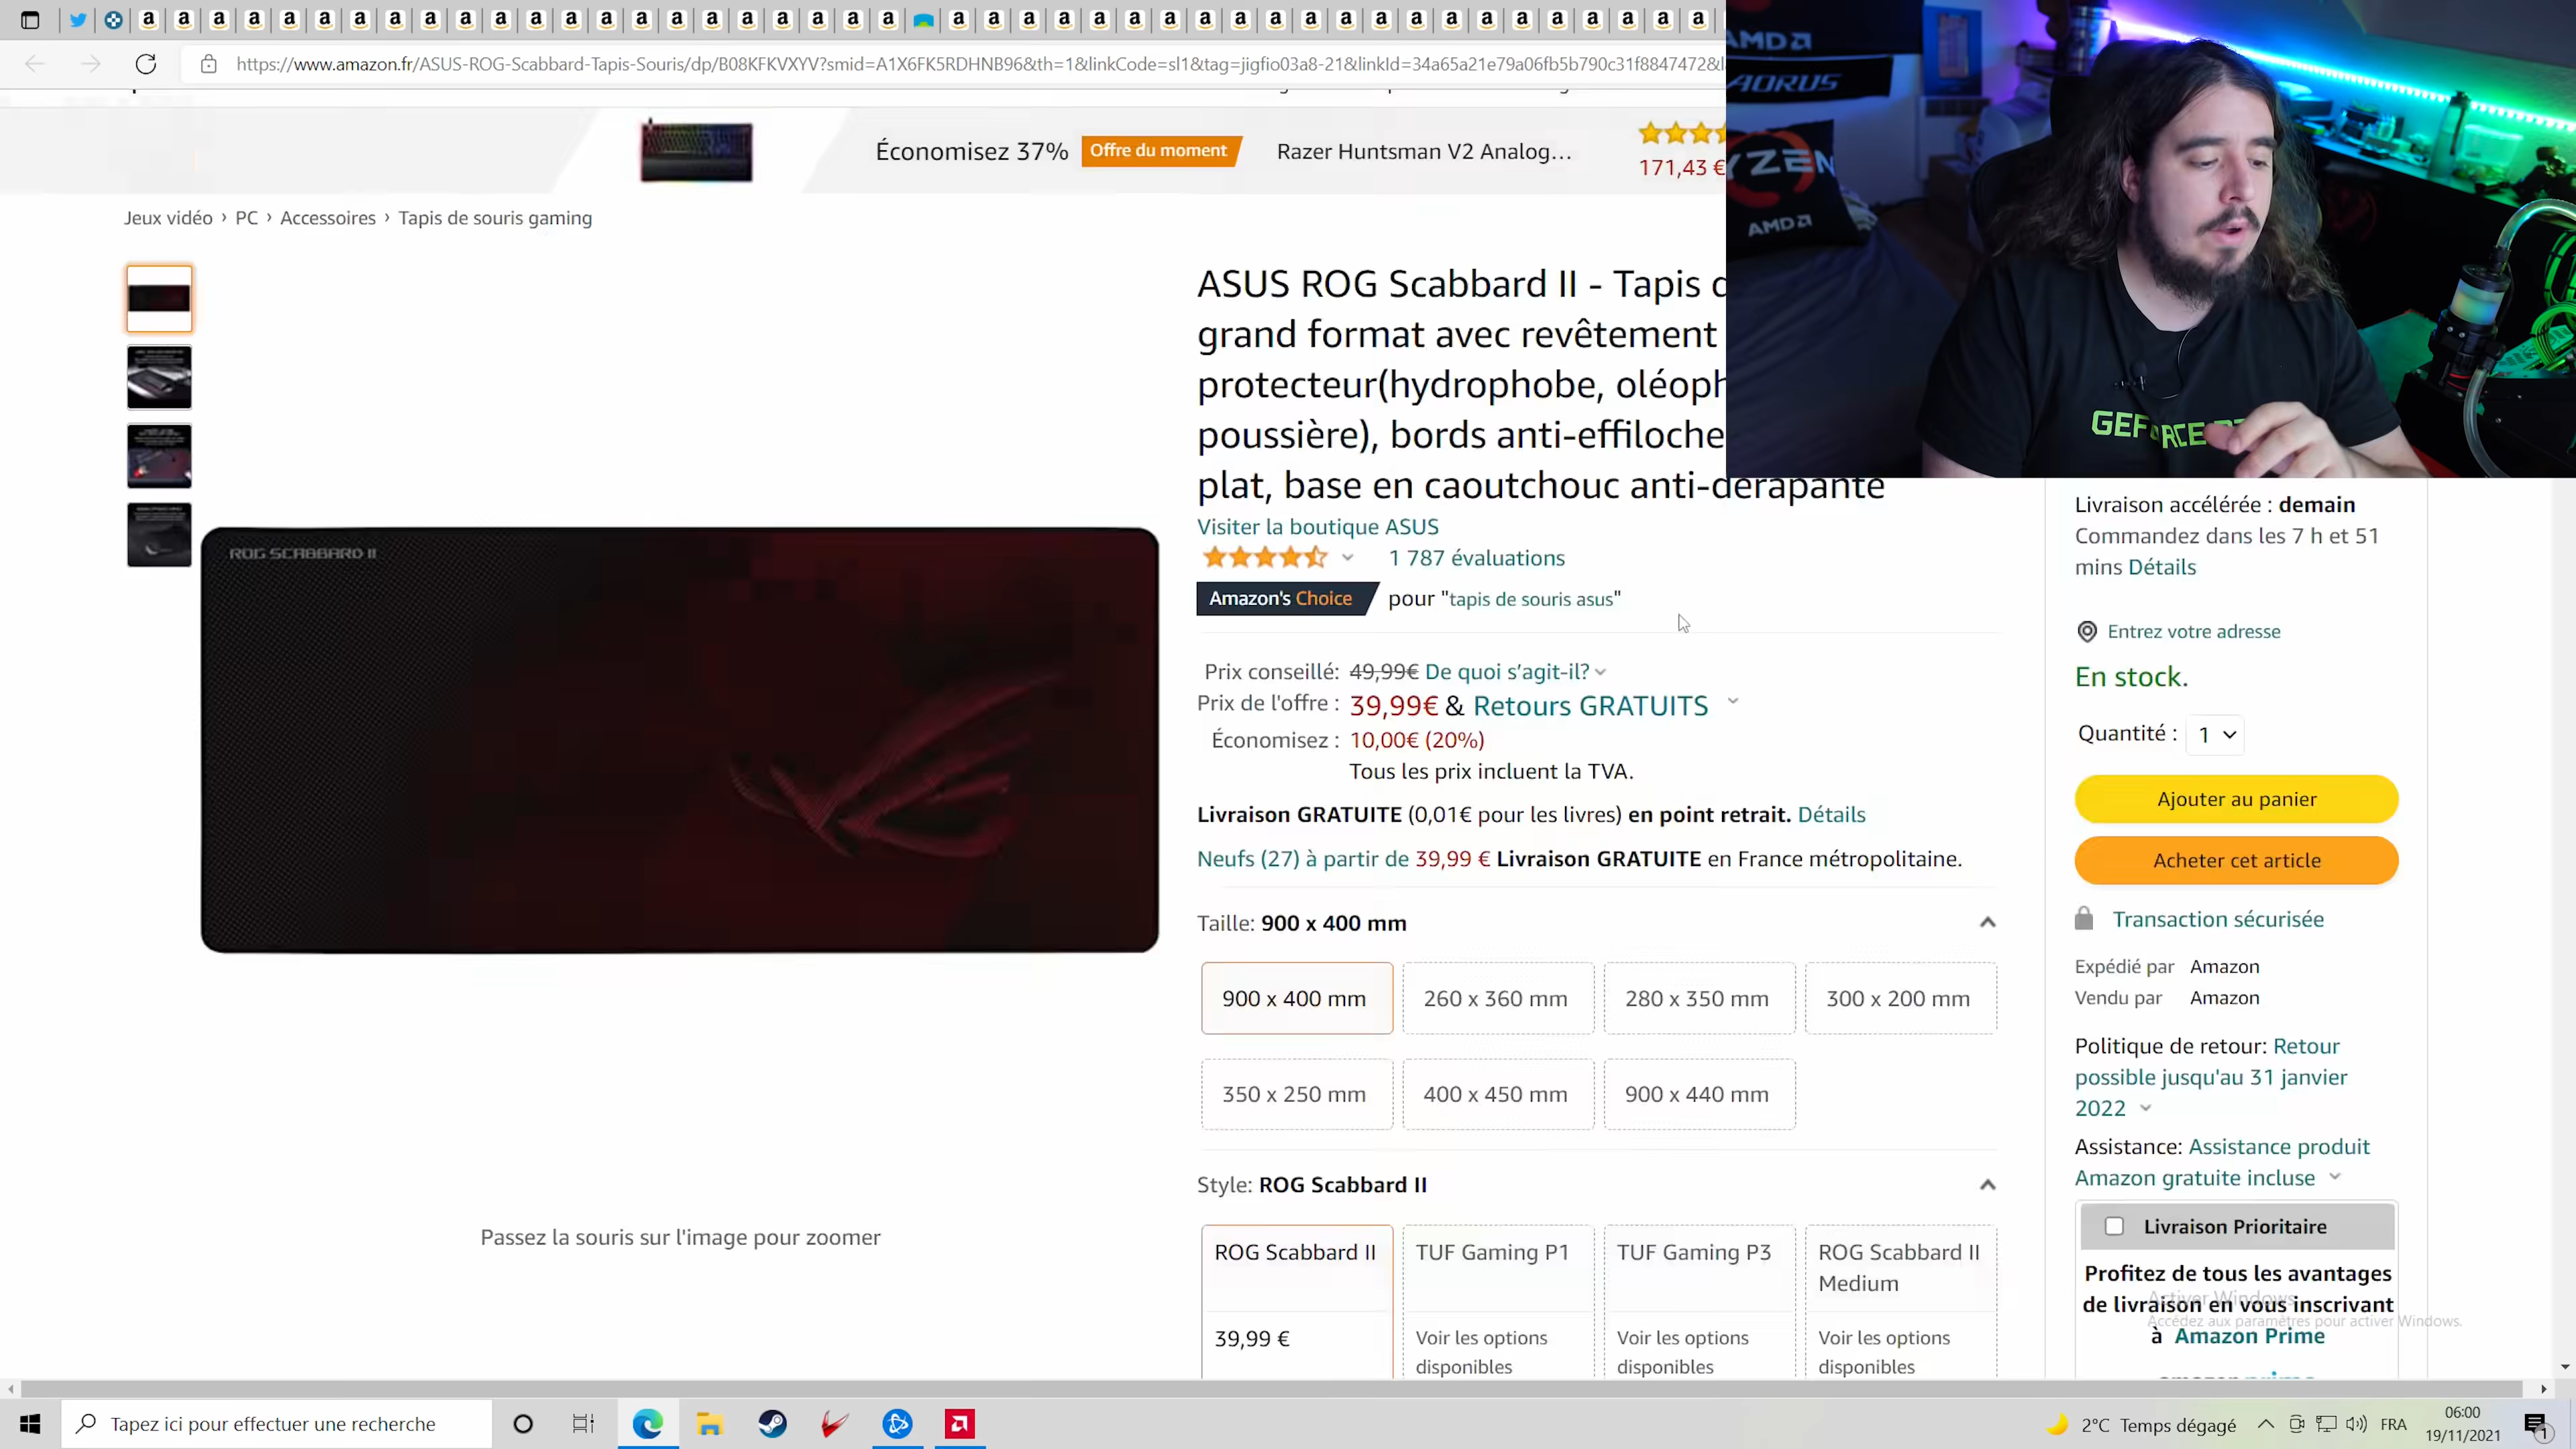 https://www.amazon.fr/ASUS-ROG-Scabbard-Tapis-Souris/dp/B08KFKVXYV?smid=A1X6FK5RDHNB96&th=1&linkCode=sl1&tag=jigfio03a8-21&linkId=34a65a21e79a06fb5b790c31f8847472&l
Économisez 37% Offre du moment Razer Huntsman V2 Analog...
171,43 €
AMD
AORUS
YZEN
AMD
GEFORCE
Jeux vidéo › PC › Accessoires › Tapis de souris gaming
ASUS ROG Scabbard II - Tapis d
grand format avec revêtement
protecteur(hydrophobe, oléoph
poussière), bords anti-effiloche
plat, base en caoutchouc anti-dérapante
Visiter la boutique ASUS
1 787 évaluations
Amazon's Choice pour "tapis de souris asus"
ROG SCABBARD II
Prix conseillé: 49,99€ De quoi s'agit-il?
Prix de l'offre : 39,99€ & Retours GRATUITS
Économisez : 10,00€ (20%)
Tous les prix incluent la TVA.
Livraison GRATUITE (0,01€ pour les livres) en point retrait. Détails
Neufs (27) à partir de 39,99 € Livraison GRATUITE en France métropolitaine.
Taille: 900 x 400 mm
900 x 400 mm 260 x 360 mm 280 x 350 mm 300 x 200 mm
350 x 250 mm 400 x 450 mm 900 x 440 mm
Style: ROG Scabbard II
ROG Scabbard II
39,99 €
TUF Gaming P1
Voir les options
disponibles
TUF Gaming P3
Voir les options
disponibles
ROG Scabbard II
Medium
Voir les options
disponibles
Passez la souris sur l'image pour zoomer
Livraison accélérée : demain
Commandez dans les 7 h et 51
mins Détails
Entrez votre adresse
En stock.
Quantité : 1
Ajouter au panier
Acheter cet article
Transaction sécurisée
Expédié par Amazon
Vendu par Amazon
Politique de retour: Retour
possible jusqu'au 31 janvier
2022
Assistance: Assistance produit
Amazon gratuite incluse
Livraison Prioritaire
Profitez de tous les avantages
de livraison en vous inscrivant
à Amazon Prime
Activer Windows
Accédez aux paramètres pour activer Windows.
Tapez ici pour effectuer une recherche
2°C Temps dégagé
FRA
06:00
19/11/2021
1